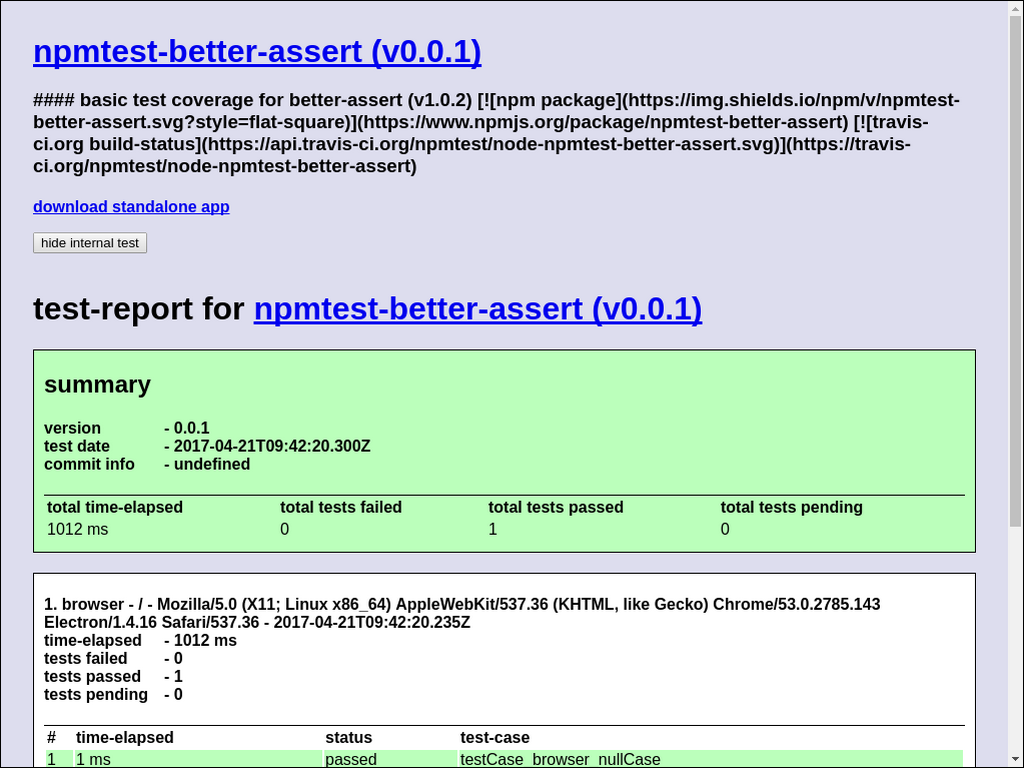 npmtest-better-assert (v0.0.1)
#### basic test coverage for better-assert (v1.0.2) [![npm package](https://img.shields.io/npm/v/npmtest-
better-assert.svg?style=flat-square)](https://www.npmjs.org/package/npmtest-better-assert) [![travis-
ci.org build-status](https://api.travis-ci.org/npmtest/node-npmtest-better-assert.svg)](https://travis-
ci.org/npmtest/node-npmtest-better-assert)
download standalone app
hide internal test
test-report for npmtest-better-assert (v0.0.1)
summary
version - 0.0.1
test date - 2017-04-21T09:42:20.300Z
commit info - undefined
total time-elapsed total tests failed total tests passed total tests pending
1012 ms 0 1 0
1. browser - / - Mozilla/5.0 (X11; Linux x86_64) AppleWebKit/537.36 (KHTML, like Gecko) Chrome/53.0.2785.143
Electron/1.4.16 Safari/537.36 - 2017-04-21T09:42:20.235Z
time-elapsed - 1012 ms
tests failed - 0
tests passed - 1
tests pending - 0
# time-elapsed status test-case
1 1 ms passed testCase_browser_nullCase